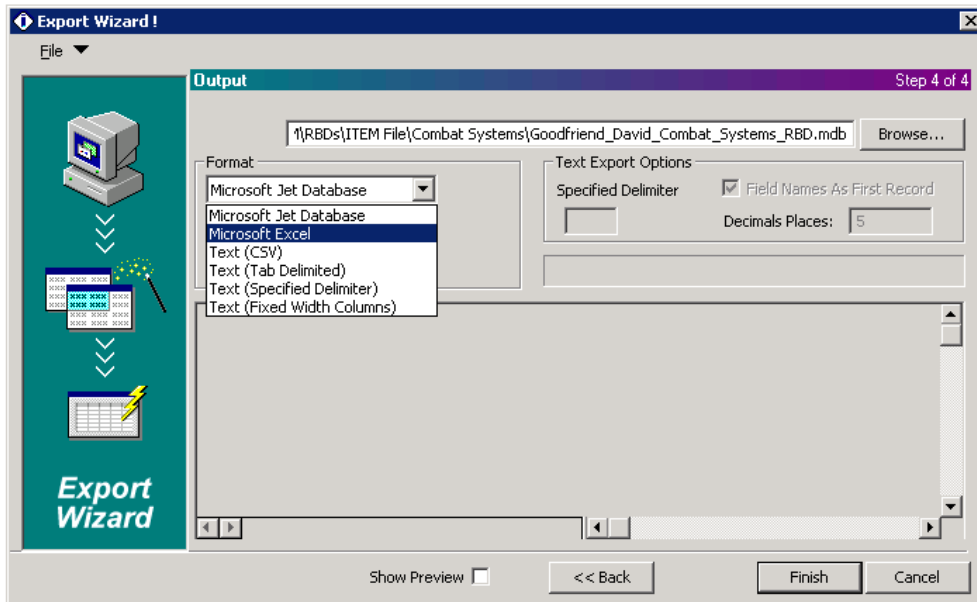 Export Wizard !
File
Output Step 4 of 4
\RBDs\ITEM File\Combat Systems\Goodfriend_David_Combat_Systems_RBD.mdb Browse...
Format
Microsoft Jet Database
Microsoft Jet Database
Microsoft Excel
Text (CSV)
Text (Tab Delimited)
Text (Specified Delimiter)
Text (Fixed Width Columns)
Text Export Options
Specified Delimiter Field Names As First Record
Decimals Places: 5
Export
Wizard
Show Preview << Back Finish Cancel